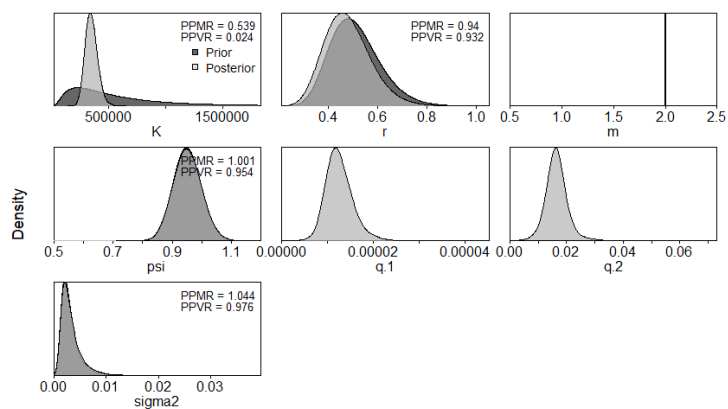 PPMR = 0.539
PPVR = 0.024
Prior
Posterior
500000 1500000
K
PPMR = 0.94
PPVR = 0.932
0.4 0.6 0.8 1.0
r
0.5 1.0 1.5 2.0 2.5
m
Density
PPMR = 1.001
PPVR = 0.954
0.5 0.7 0.9 1.1
psi
0.00000 0.00002 0.00004
q.1
0.00 0.02 0.04 0.06
q.2
PPMR = 1.044
PPVR = 0.976
0.00 0.01 0.02 0.03
sigma2